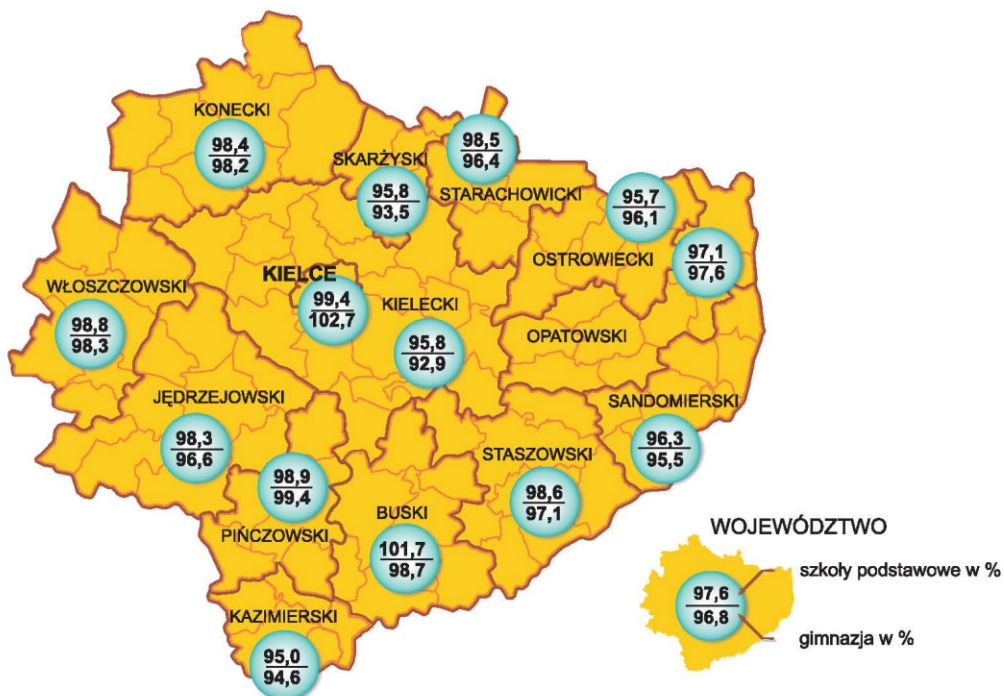 KONECKI
98,4
98,2
SKARŻYSKI
95,8
93,5
98,5
96,4
STARACHOWICKI
95,7
96,1
OSTROWIECKI
97,1
97,6
WŁOSZCZOWSKI
98,8
98,3
KIELCE
99,4
102,7
KIELECKI
95,8
92,9
OPATOWSKI
JĘDRZEJOWSKI
98,3
96,6
SANDOMIERSKI
96,3
95,5
STASZOWSKI
98,6
97,1
98,9
99,4
PIŃCZOWSKI
BUSKI
101,7
98,7
KAZIMIERSKI
95,0
94,6
WOJEWÓDZTWO
97,6
96,8
szkoły podstawowe w %
gimnazja w %